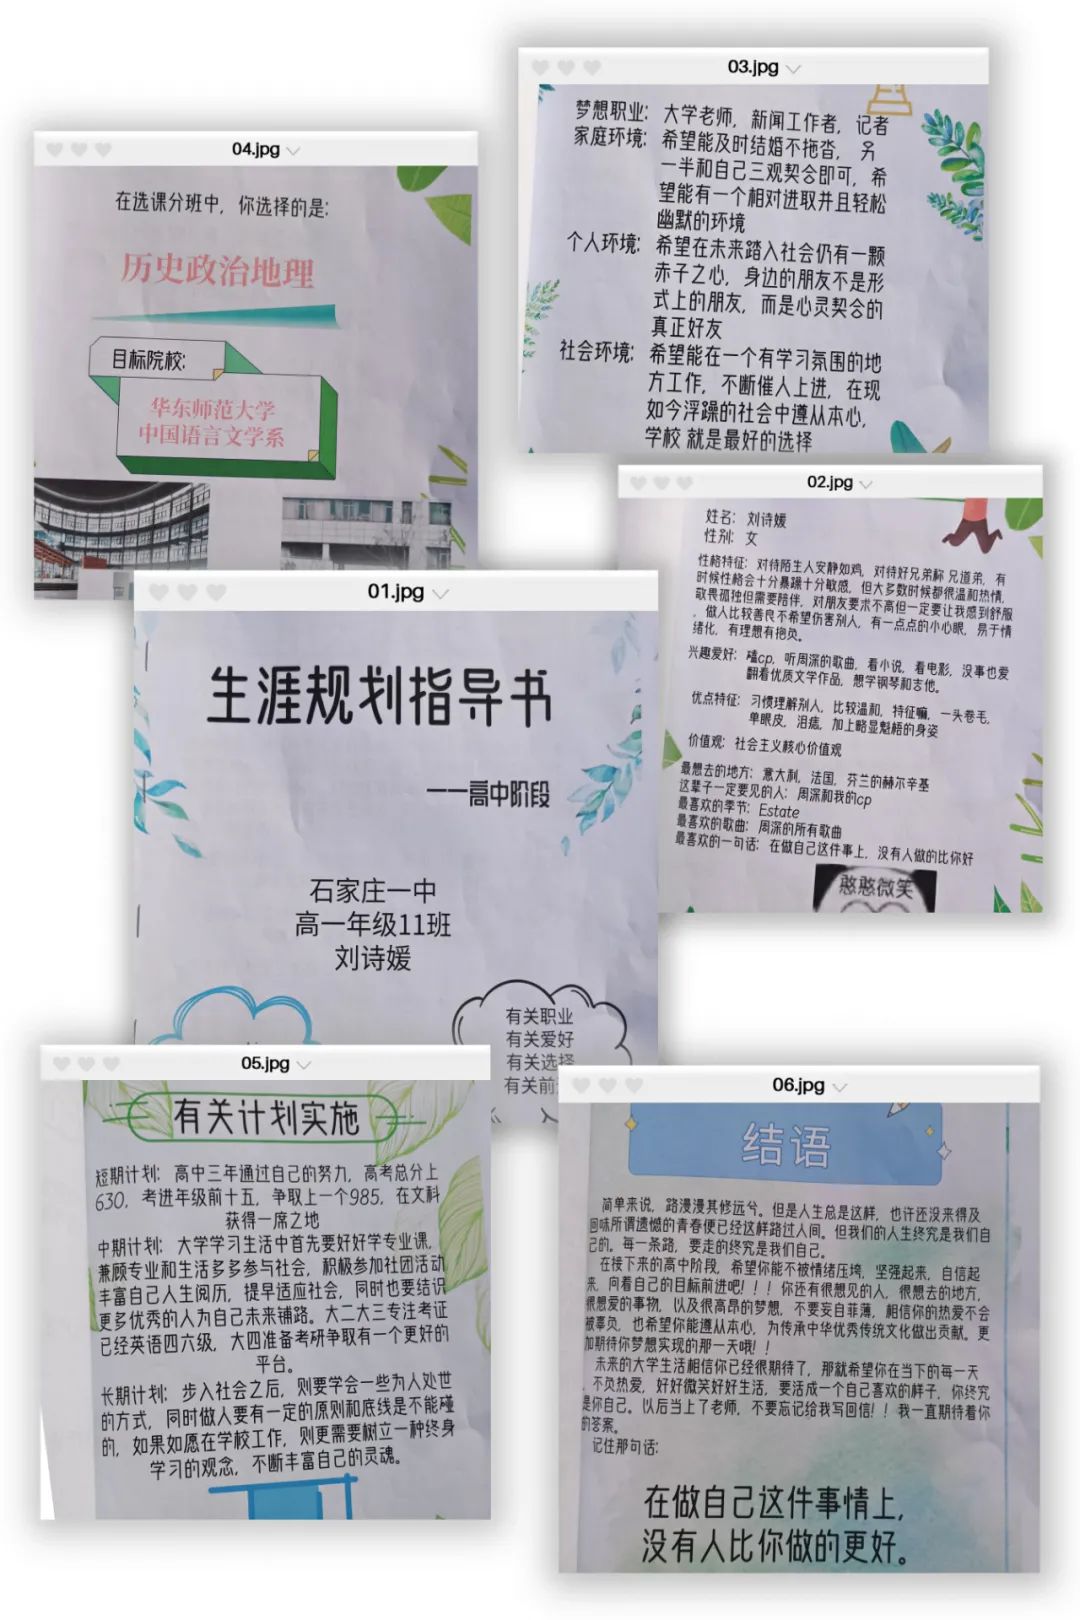 03.jpg
梦想职业: 大学老师, 新闻工作者, 记者
家庭环境: 希望能及时结婚不拖沓, 另
一半和自己三观契合即可, 希
望能有一个相对进取并且轻松
幽默的环境
个人环境: 希望在未来踏入社会仍有一颗
赤子之心, 身边的朋友不是形
式上的朋友, 而是心灵契合的
真正好友
社会环境: 希望能在一个有学习氛围的地
方工作, 不断催人上进, 在现
如今浮躁的社会中遵从本心,
学校 就是最好的选择
04.jpg
在选课分班中, 你选择的是:
历史政治地理
目标院校:
华东师范大学
中国语言文学系
02.jpg
姓名: 刘诗媛
性别: 女
性格特征: 对待陌生人安静如鸡, 对待好兄弟称 兄道弟, 有
时候性格会十分暴躁十分敏感, 但大多数时候都很温和热情,
敬畏孤独但需要陪伴, 对朋友要求不高但一定要让我感到舒服
, 做人比较善良不希望伤害别人, 有一点点的小心眼, 易于情
绪化, 有理想有抱负。
兴趣爱好: 磕cp, 听周深的歌曲, 看小说, 看电影, 没事也爱
翻看优质文学作品, 想学钢琴和吉他。
优点特征: 习惯理解别人, 比较温和, 特征嘛, 一头卷毛,
单眼皮, 泪痣, 加上略显魁梧的身姿
价值观: 社会主义核心价值观
最想去的地方: 意大利, 法国, 芬兰的赫尔辛基
这辈子一定要见的人: 周深和我的cp
最喜欢的季节: Estate
最喜欢的歌曲: 周深的所有歌曲
最喜欢的一句话: 在做自己这件事上, 没有人做的比你好
憨憨微笑
01.jpg
生涯规划指导书
——高中阶段
石家庄一中
高一年级11班
刘诗媛
有关职业
有关爱好
有关选择
有关前
05.jpg
有关计划实施
短期计划: 高中三年通过自己的努力, 高考总分上
630, 考进年级前十五, 争取上一个985, 在文科
获得一席之地
中期计划: 大学学习生活中首先要好好学专业课,
兼顾专业和生活多多参与社会, 积极参加社团活动
丰富自己人生阅历, 提早适应社会, 同时也要结识
更多优秀的人为自己未来铺路。大二大三专注考证
已经英语四六级, 大四准备考研争取有一个更好的
平台。
长期计划: 步入社会之后, 则要学会一些为人处世
的方式, 同时做人要有一定的原则和底线是不能碰
的, 如果如愿在学校工作, 则更需要树立一种终身
学习的观念, 不断丰富自己的灵魂。
06.jpg
结语
简单来说, 路漫漫其修远兮。但是人生总是这样, 也许还没来得及
回味所谓遗憾的青春便已经这样路过人间。但我们的人生终究是我们自
己的。每一条路, 要走的终究是我们自己。
在接下来的高中阶段, 希望你能不被情绪压垮, 坚强起来, 自信起
来, 向着自己的目标前进吧!!! 你还有很想见的人, 很想去的地方,
很想爱的事物, 以及很高昂的梦想, 不要妄自菲薄, 相信你的热爱不会
被辜负, 也希望你能遵从本心, 为传承中华优秀传统文化做出贡献。更
加期待你梦想实现的那一天哦!!
未来的大学生活相信你已经很期待了, 那就希望你在当下的每一天
, 不负热爱, 好好微笑好好生活, 要活成一个自己喜欢的样子, 你终究
是你自己。以后当上了老师, 不要忘记给我写回信!! 我一直期待着你
的答案。
记住那句话:
在做自己这件事情上,
没有人比你做的更好。